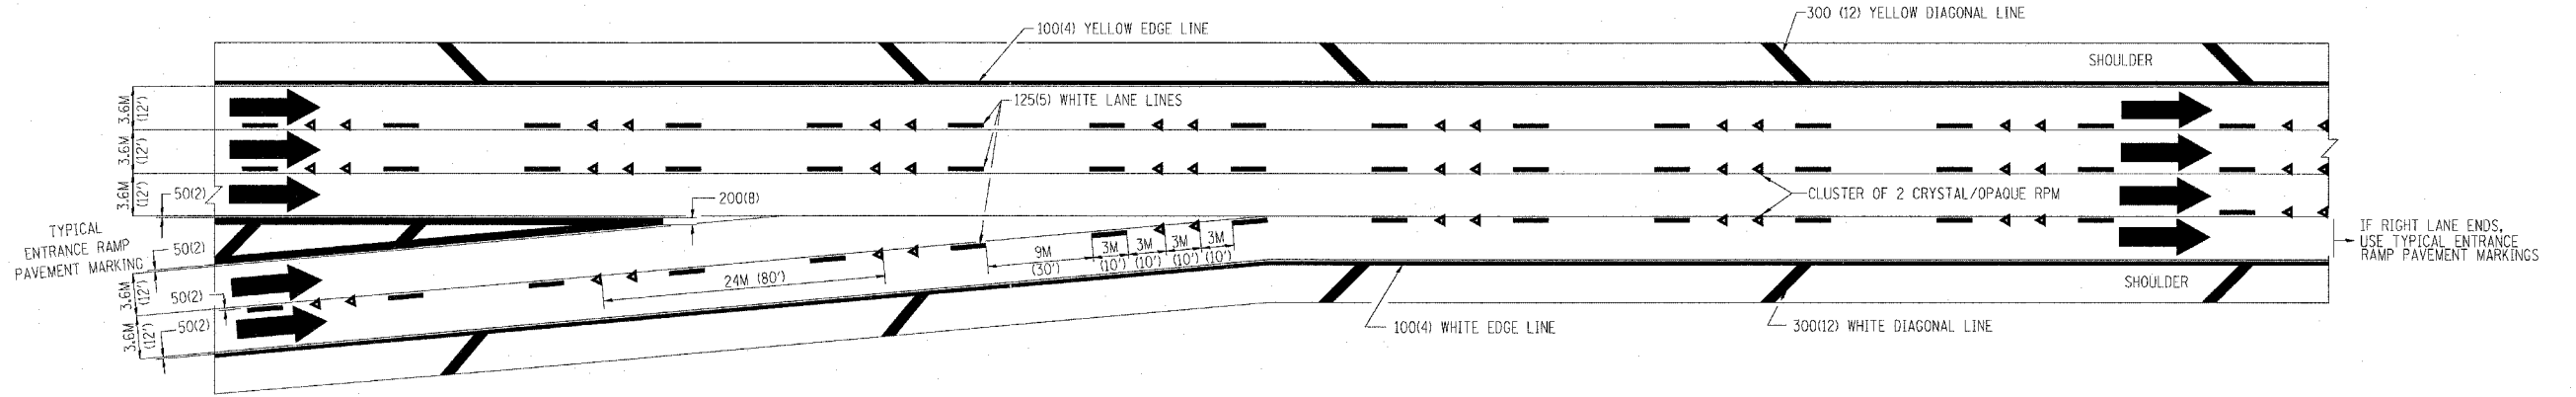 100(4) YELLOW EDGE LINE
300 (12) YELLOW DIAGONAL LINE
SHOULDER
125(5) WHITE LANE LINES
3.6M
(12')
3.6M
(12')
3.6M
(12')
50(2)
200(8)
CLUSTER OF 2 CRYSTAL/OPAQUE RPM
TYPICAL
ENTRANCE RAMP
PAVEMENT MARKING
50(2)
3.6M
(12')
50(2)
3.6M
(12')
50(2)
24M (80')
9M
(30')
3M
(10')
3M
(10')
3M
(10')
3M
(10')
IF RIGHT LANE ENDS,
USE TYPICAL ENTRANCE
RAMP PAVEMENT MARKINGS
SHOULDER
100(4) WHITE EDGE LINE
300(12) WHITE DIAGONAL LINE